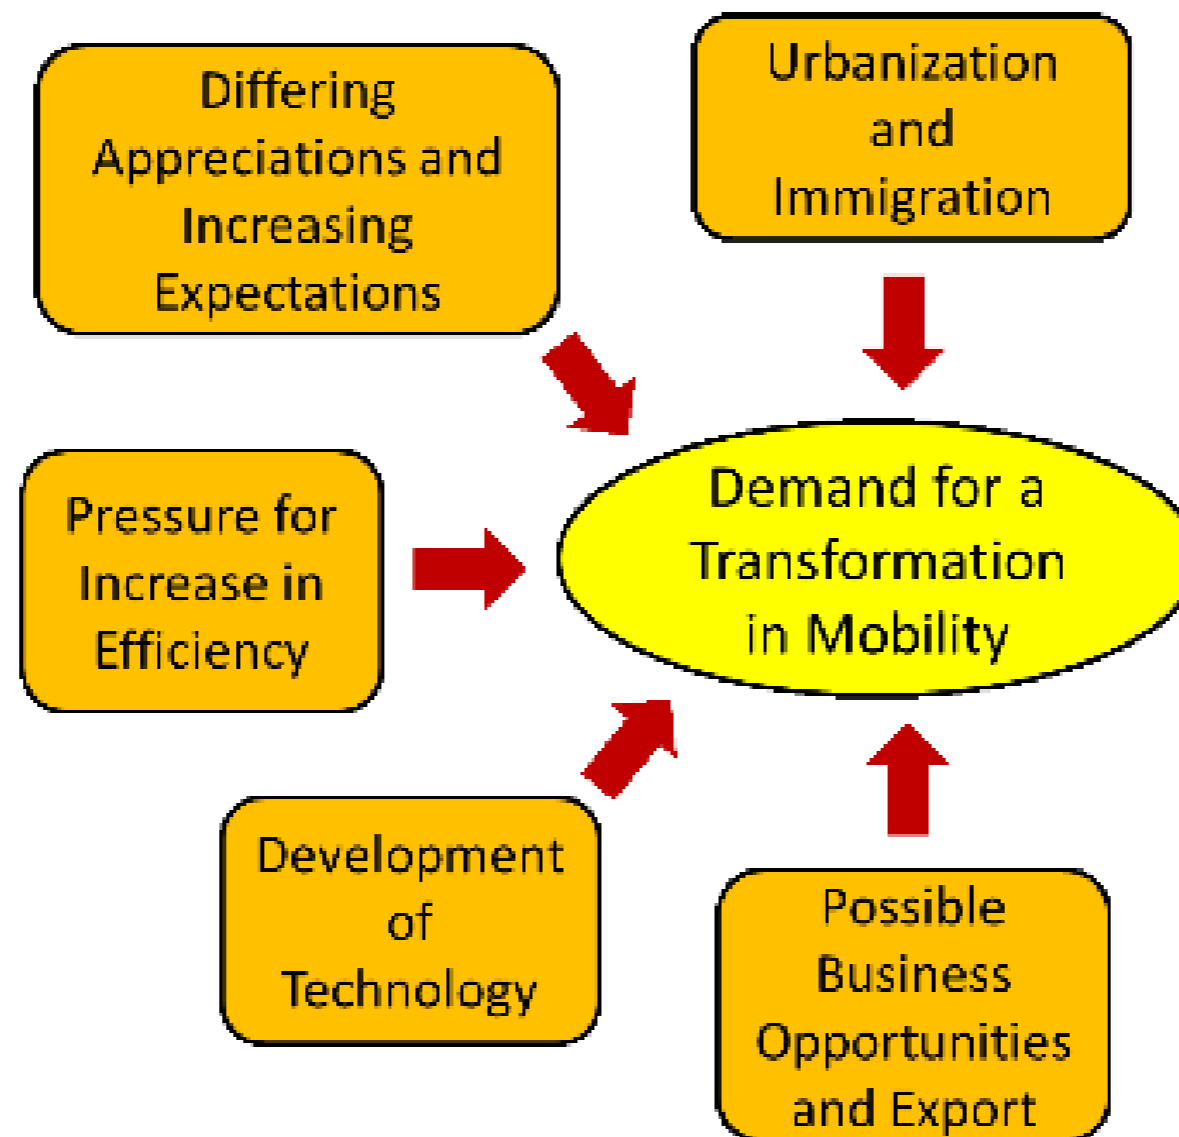 Differing
Appreciations and
Increasing
Expectations
Urbanization
and
Immigration
Pressure for
Increase in
Efficiency
Demand for a
Transformation
in Mobility
Development
of
Technology
Possible
Business
Opportunities
and Export